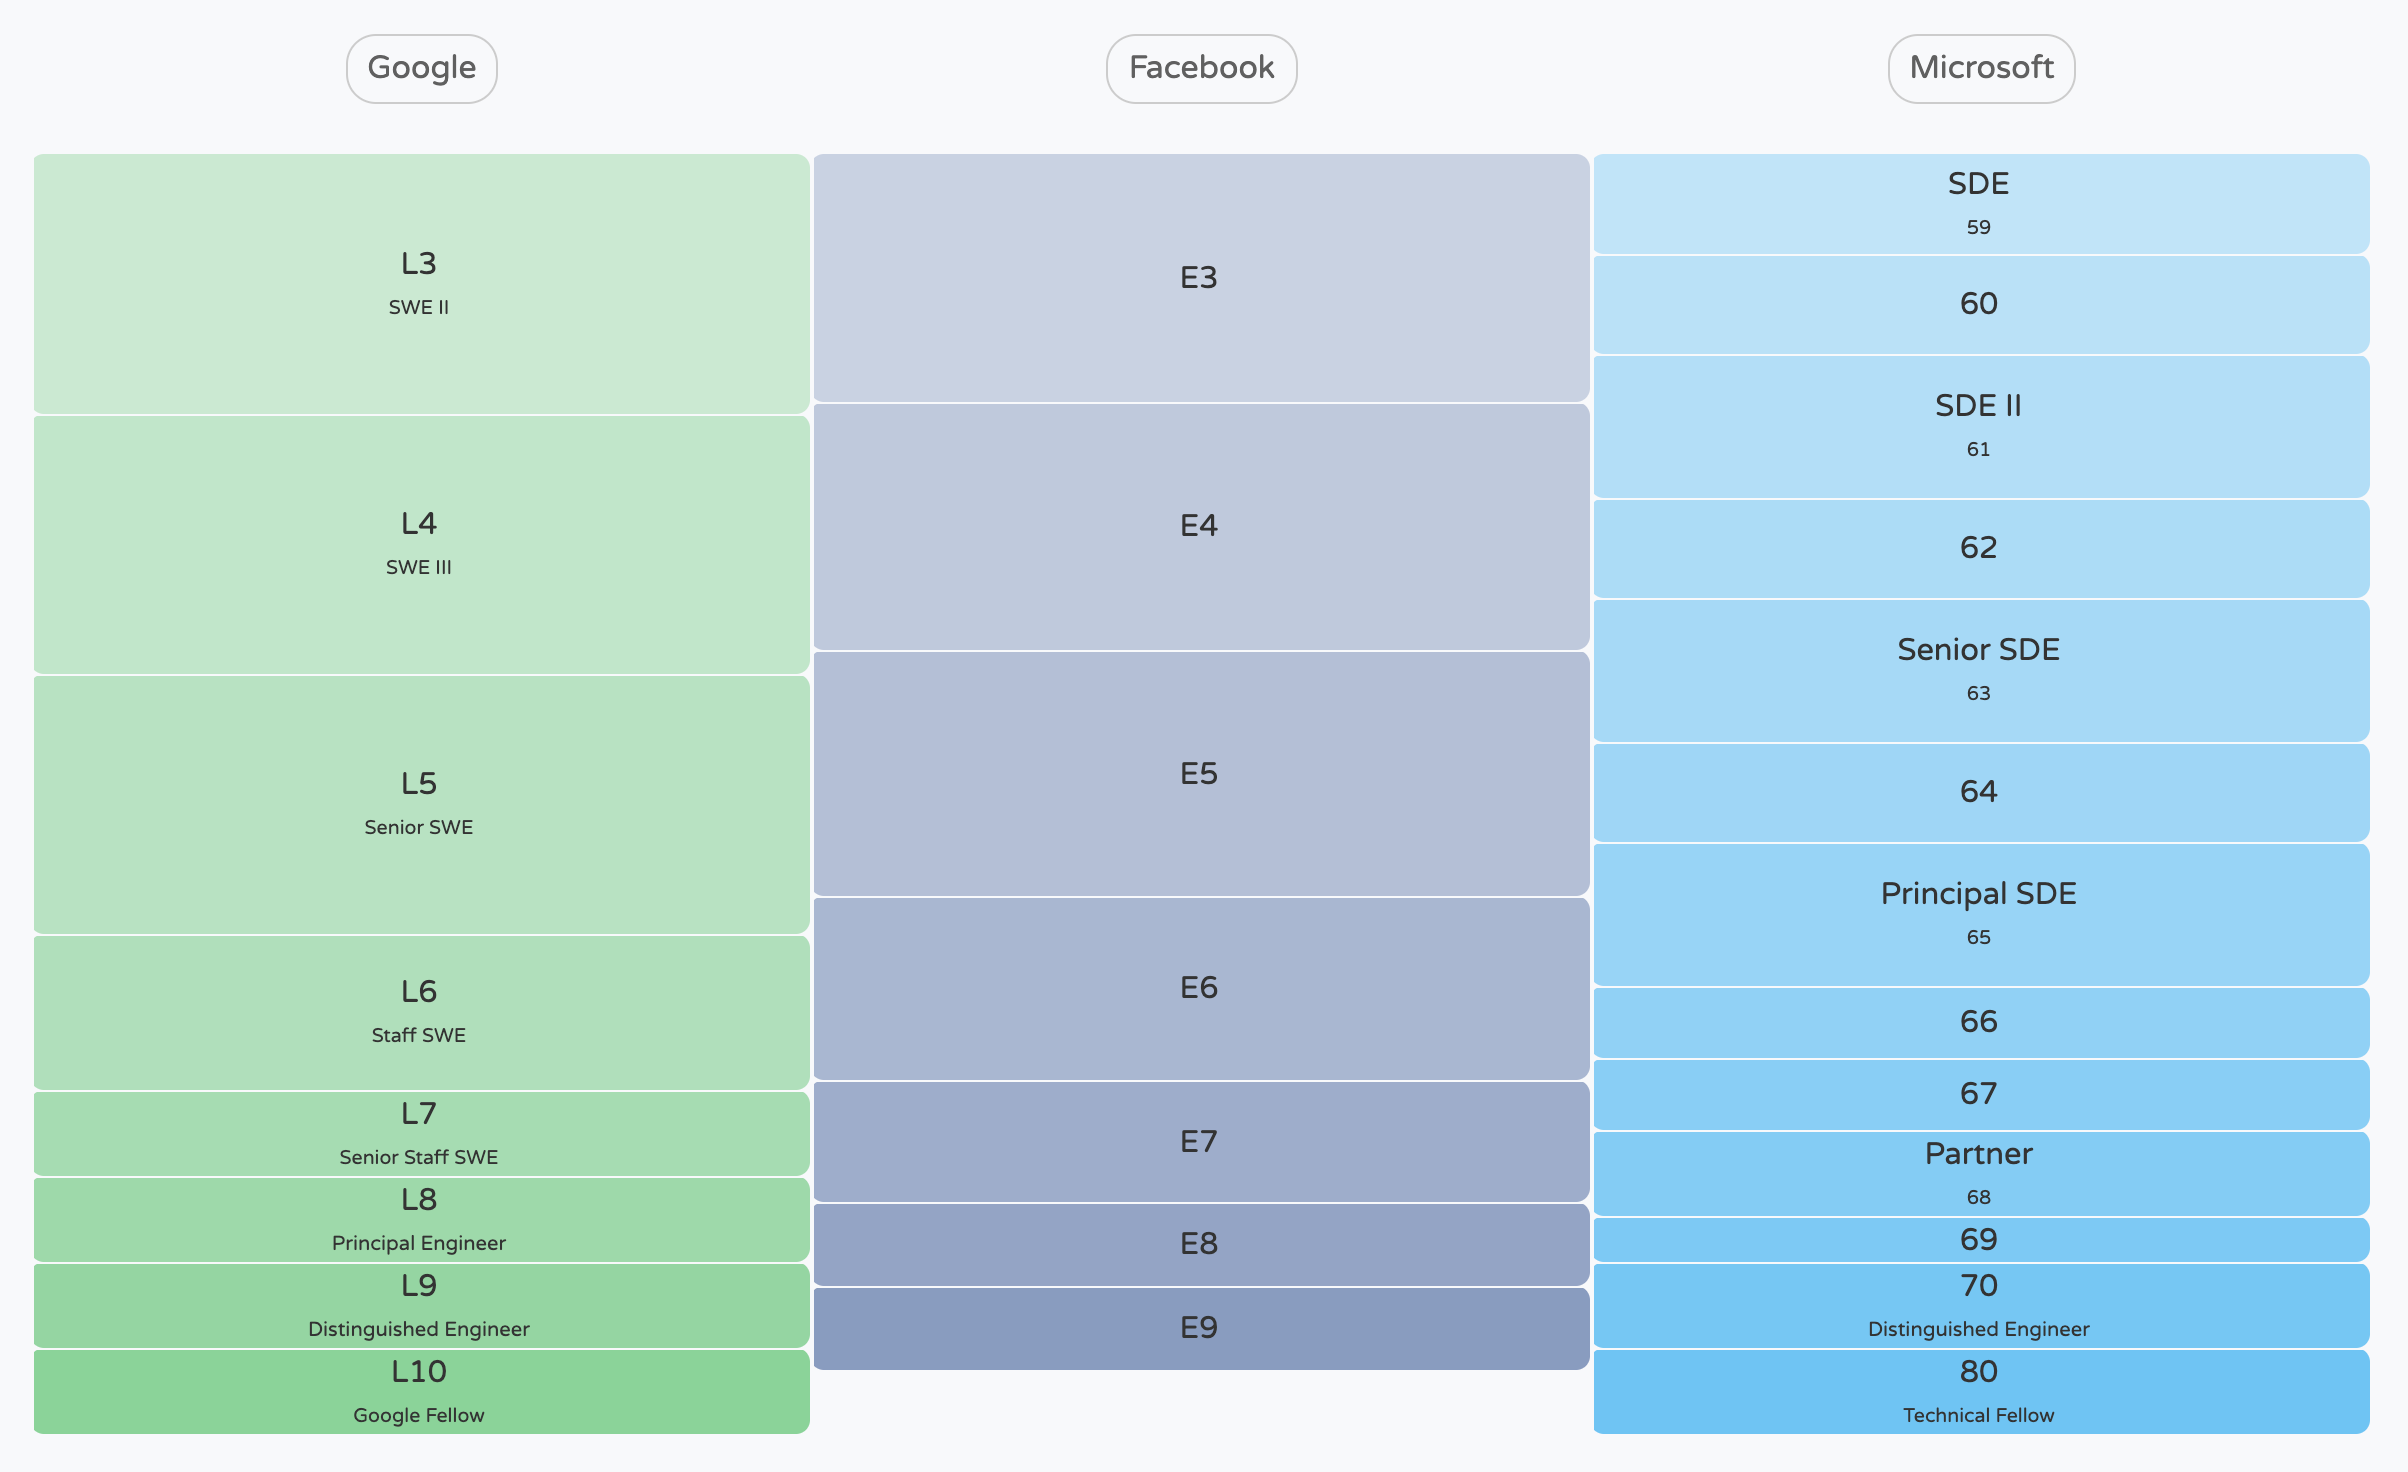 Google
Facebook
Microsoft
L3
SWE II
L4
SWE III
L5
Senior SWE
L6
Staff SWE
L7
Senior Staff SWE
L8
Principal Engineer
L9
Distinguished Engineer
L10
Google Fellow
E3
E4
E5
E6
E7
E8
E9
SDE
59
60
SDE II
61
62
Senior SDE
63
64
Principal SDE
65
66
67
Partner
68
69
70
Distinguished Engineer
80
Technical Fellow